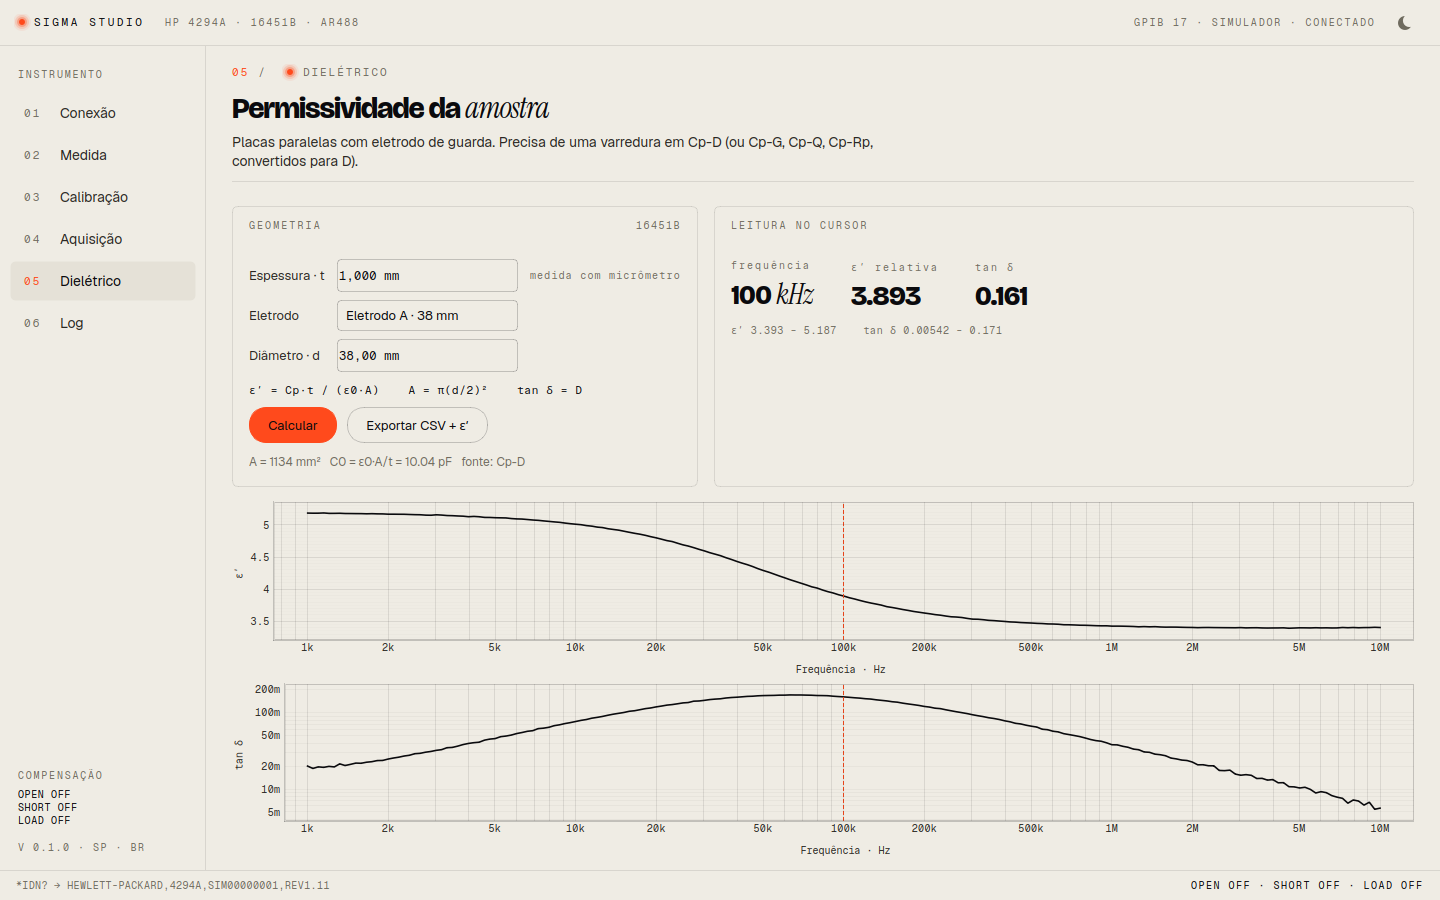 SIGMA STUDIO
HP 4294A · 16451B · AR488
GPIB 17 · SIMULADOR · CONECTADO
INSTRUMENTO
01 Conexão
02 Medida
03 Calibração
04 Aquisição
05 Dielétrico
06 Log
COMPENSAÇÃO
OPEN OFF
SHORT OFF
LOAD OFF
V 0.1.0 · SP · BR
05 / DIELÉTRICO
Permissividade da amostra
Placas paralelas com eletrodo de guarda. Precisa de uma varredura em Cp-D (ou Cp-G, Cp-Q, Cp-Rp,
convertidos para D).
GEOMETRIA 16451B
Espessura · t 1,000 mm medida com micrômetro
Eletrodo Eletrodo A · 38 mm
Diâmetro · d 38,00 mm
ε′ = Cp·t / (ε0·A) A = π(d/2)² tan δ = D
Calcular Exportar CSV + ε′
A = 1134 mm² C0 = ε0·A/t = 10.04 pF fonte: Cp-D
LEITURA NO CURSOR
frequência ε′ relativa tan δ
100 kHz 3.893 0.161
ε′ 3.393 – 5.187 tan δ 0.00542 – 0.171
5
4.5
4
3.5
ε′
1k 2k 5k 10k 20k 50k 100k 200k 500k 1M 2M 5M 10M
Frequência · Hz
200m
100m
50m
20m
10m
5m
tan δ
1k 2k 5k 10k 20k 50k 100k 200k 500k 1M 2M 5M 10M
Frequência · Hz
*IDN? → HEWLETT-PACKARD,4294A,SIM00000001,REV1.11
OPEN OFF · SHORT OFF · LOAD OFF